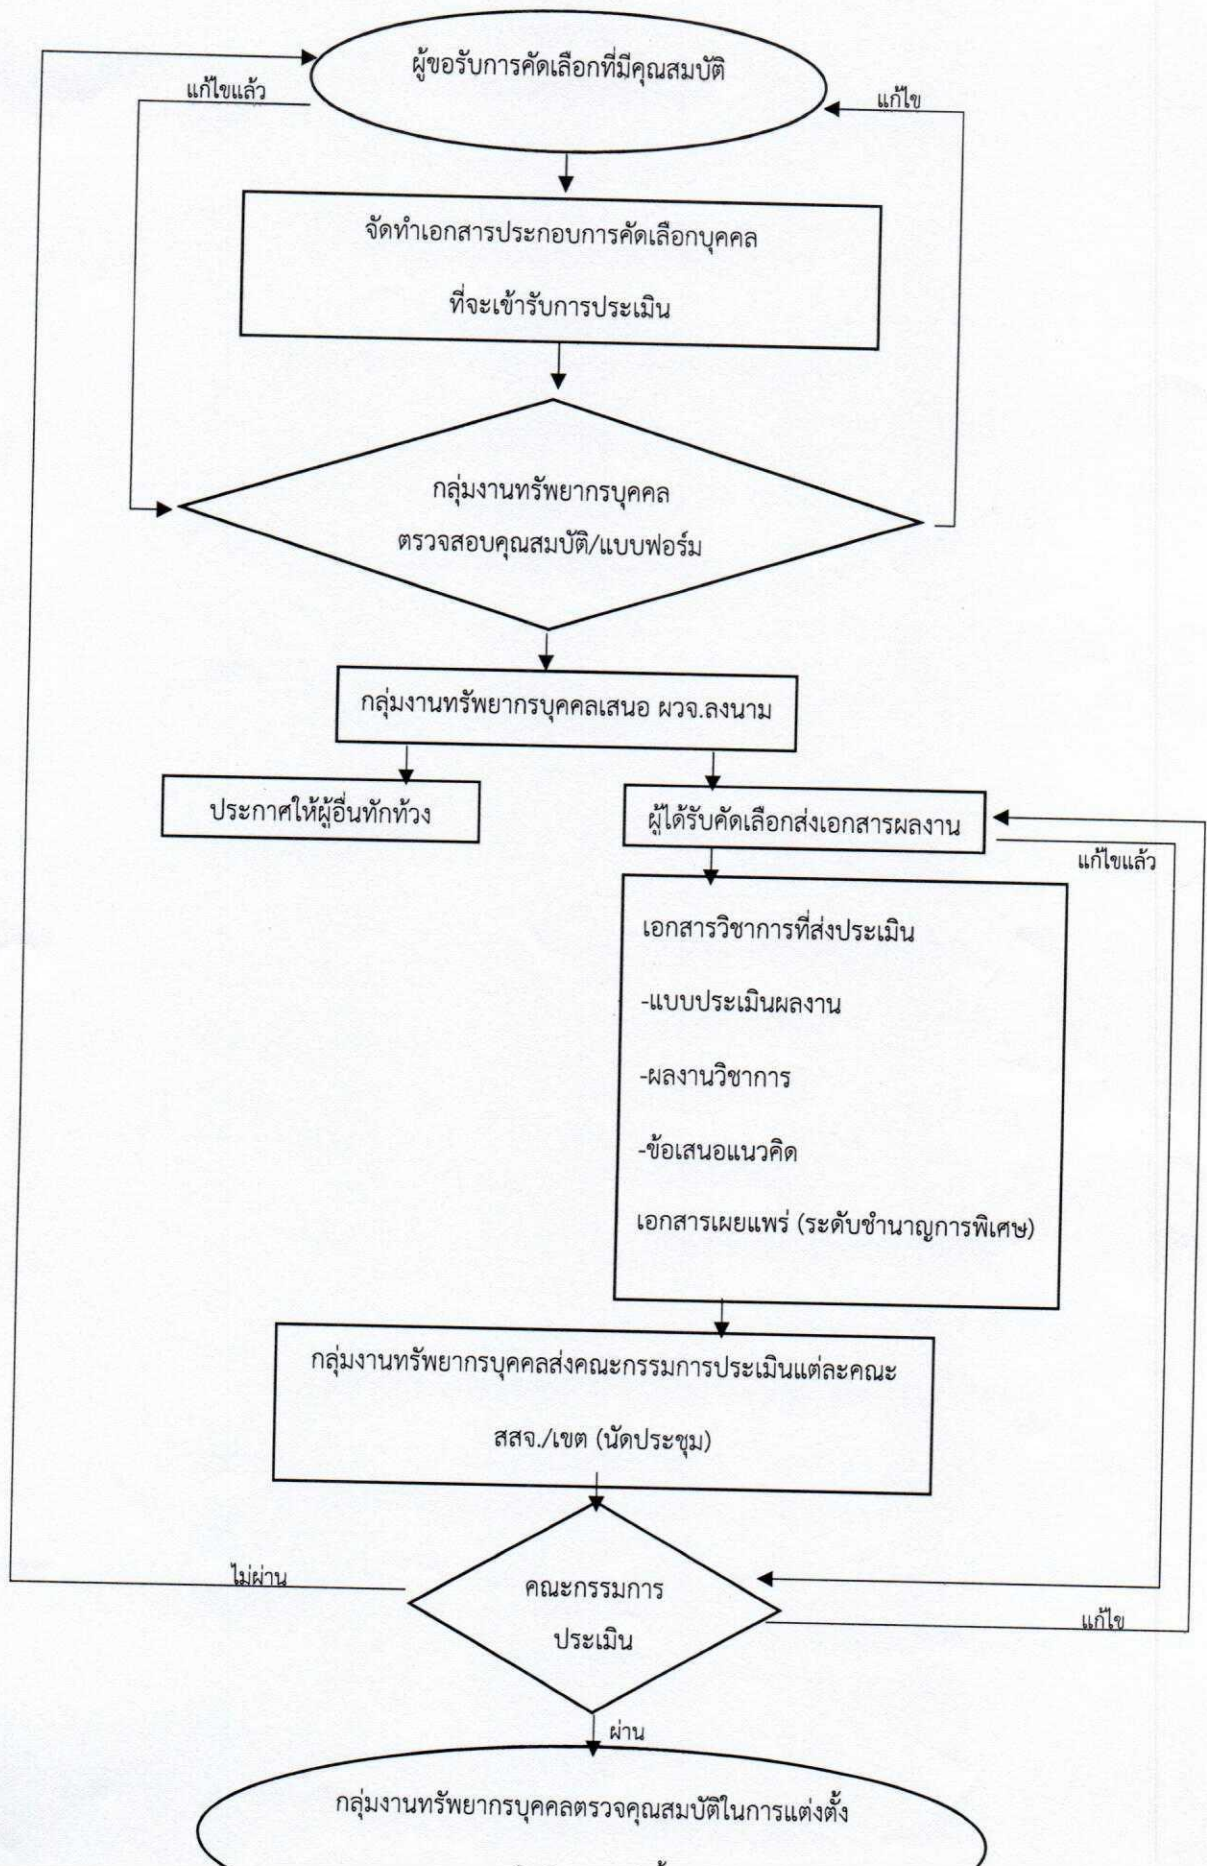 ผู้ขอรับการคัดเลือกที่มีคุณสมบัติ
แก้ไขแล้ว
แก้ไข
จัดทำเอกสารประกอบการคัดเลือกบุคคล
ที่จะเข้ารับการประเมิน
กลุ่มงานทรัพยากรบุคคล
ตรวจสอบคุณสมบัติ/แบบฟอร์ม
กลุ่มงานทรัพยากรบุคคลเสนอ ผวจ.ลงนาม
ประกาศให้ผู้อื่นทักท้วง
ผู้ได้รับคัดเลือกส่งเอกสารผลงาน
แก้ไขแล้ว
เอกสารวิชาการที่ส่งประเมิน
-แบบประเมินผลงาน
-ผลงานวิชาการ
-ข้อเสนอแนวคิด
เอกสารเผยแพร่ (ระดับชำนาญการพิเศษ)
กลุ่มงานทรัพยากรบุคคลส่งคณะกรรมการประเมินแต่ละคณะ
สสจ./เขต (นัดประชุม)
ไม่ผ่าน
คณะกรรมการ
ประเมิน
แก้ไข
ผ่าน
กลุ่มงานทรัพยากรบุคคลตรวจคุณสมบัติในการแต่งตั้ง